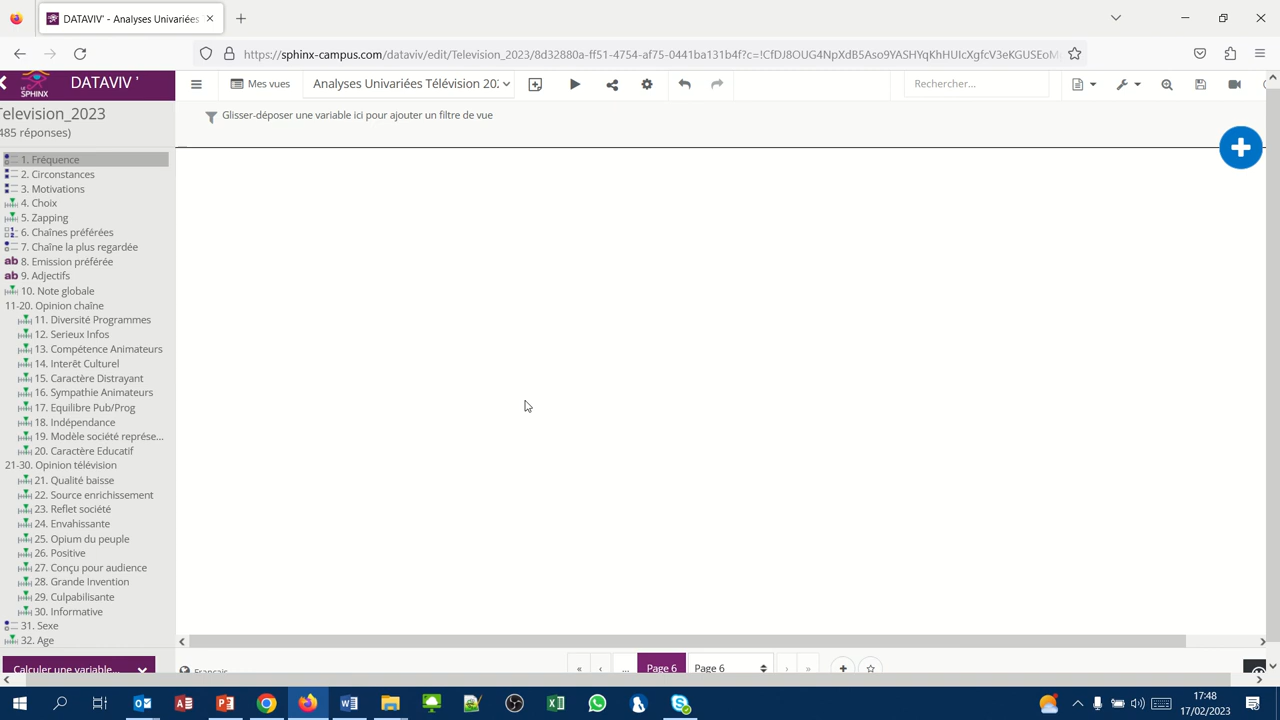 DATAVIV' - Analyses Univariées
https://sphinx-campus.com/dataviv/edit/Television_2023/8d32880a-ff51-4754-af75-0441ba131b4f?c=!CfDJ8OUG4NpXdB5Aso9YASHYqKhHUIcXgfcV3eKGUSEoM
LE SPHINX
DATAVIV '
Mes vues
Analyses Univariées Télévision 202
Rechercher...
Television_2023
485 réponses)
Glisser-déposer une variable ici pour ajouter un filtre de vue
1. Fréquence
2. Circonstances
3. Motivations
4. Choix
5. Zapping
6. Chaînes préférées
7. Chaîne la plus regardée
ab 8. Emission préférée
ab 9. Adjectifs
10. Note globale
11-20. Opinion chaîne
11. Diversité Programmes
12. Serieux Infos
13. Compétence Animateurs
14. Interêt Culturel
15. Caractère Distrayant
16. Sympathie Animateurs
17. Equilibre Pub/Prog
18. Indépendance
19. Modèle société représe...
20. Caractère Educatif
21-30. Opinion télévision
21. Qualité baisse
22. Source enrichissement
23. Reflet société
24. Envahissante
25. Opium du peuple
26. Positive
27. Conçu pour audience
28. Grande Invention
29. Culpabilisante
30. Informative
31. Sexe
32. Age
Calculer une variable
Français
« ‹ ... Page 6 Page 6 › »
17:48
17/02/2023